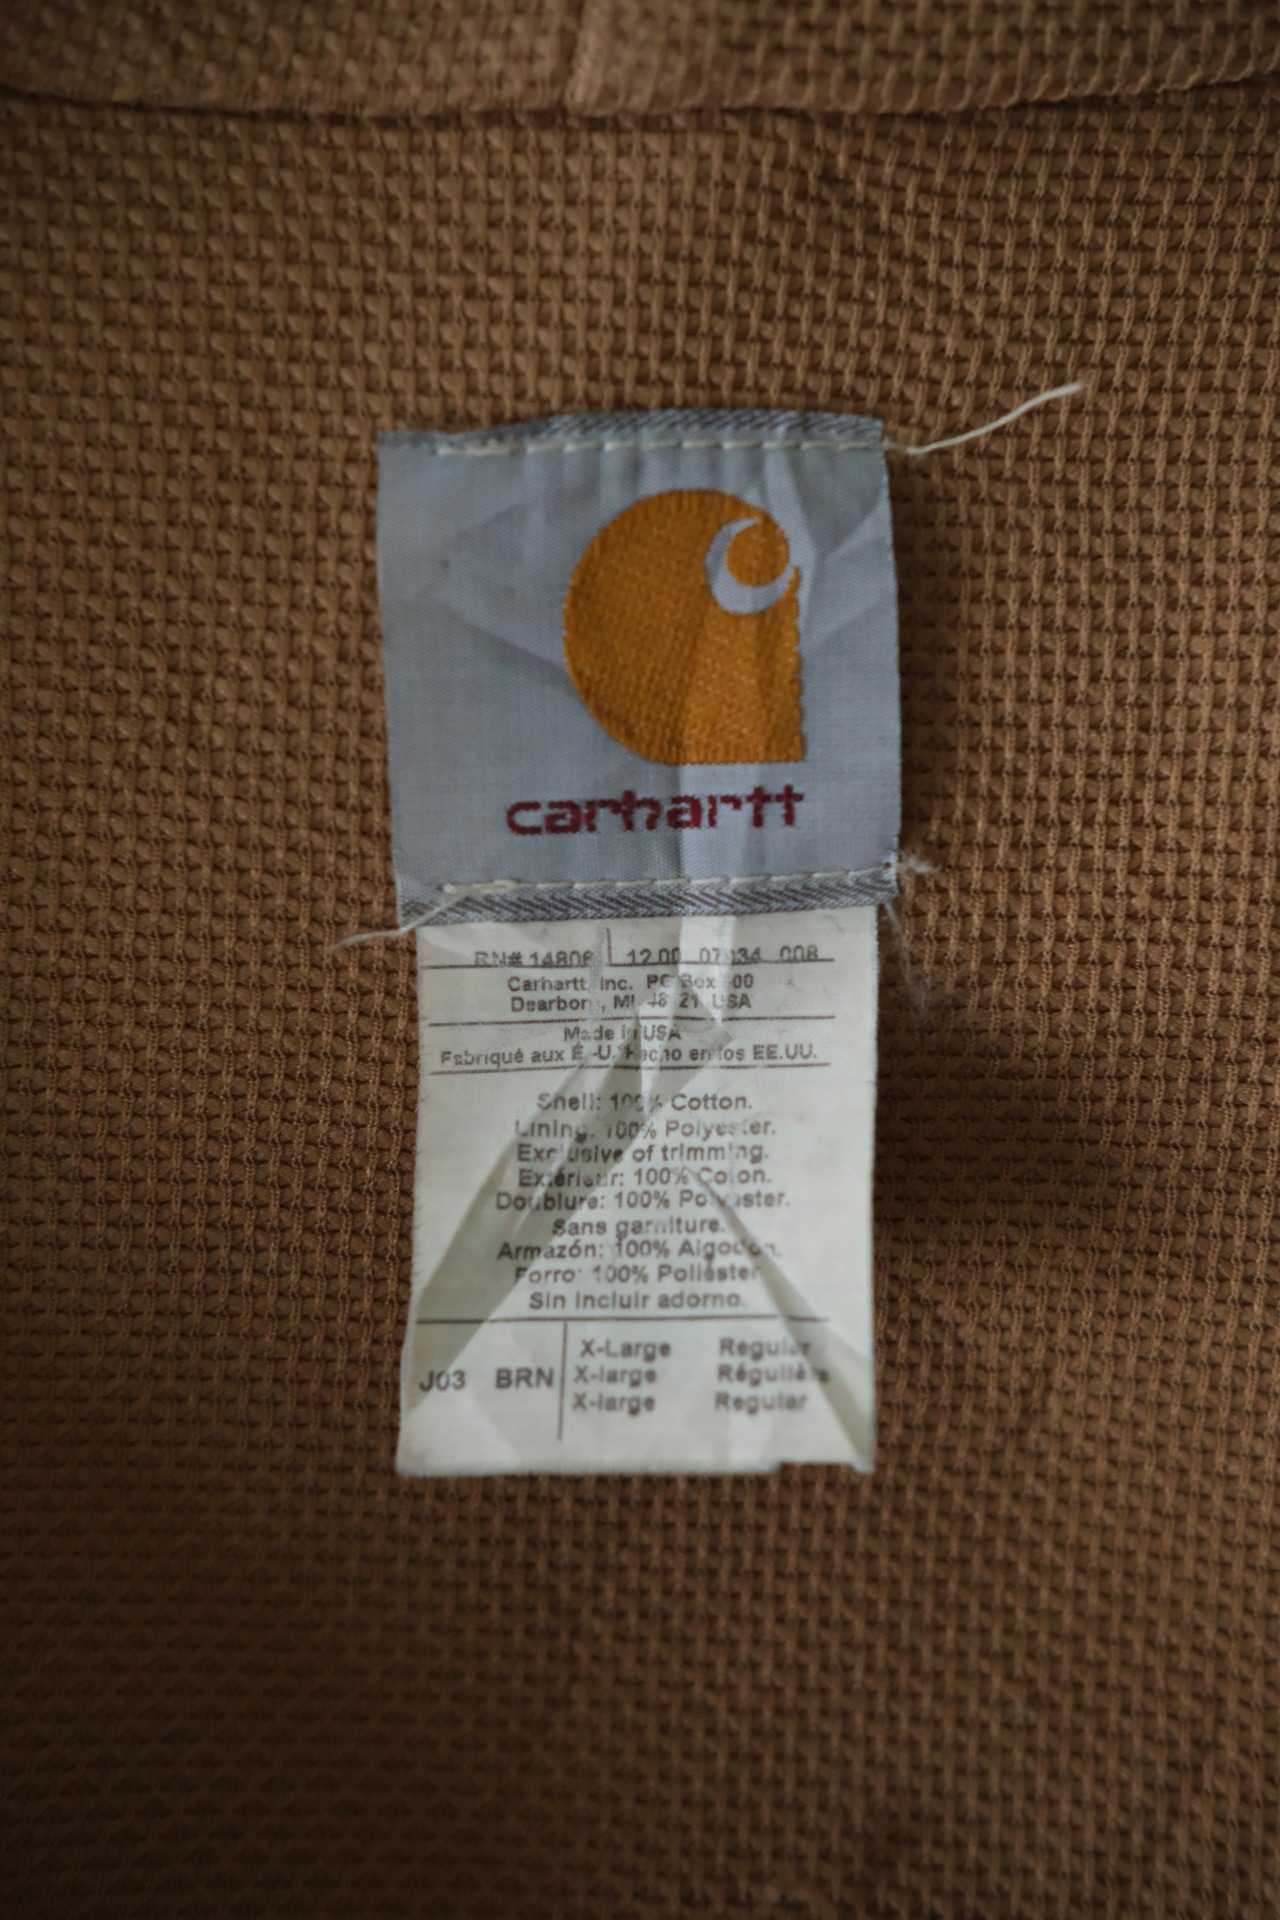 carhartt
RN# 14806 12.00 07034 008
Carhartt, Inc. PO Box 00
Dearborn, MI 48 21 USA
Made in USA
Fabriqué aux É.-U. Hecho en los EE.UU.
Shell: 100% Cotton.
Lining: 100% Polyester.
Exclusive of trimming.
Extérieur: 100% Coton.
Doublure: 100% Polyester.
Sans garniture.
Armazón: 100% Algodón.
Forro: 100% Poliéster
Sin incluir adorno.
J03 BRN
X-Large Regular
X-large Régulière
X-large Regular